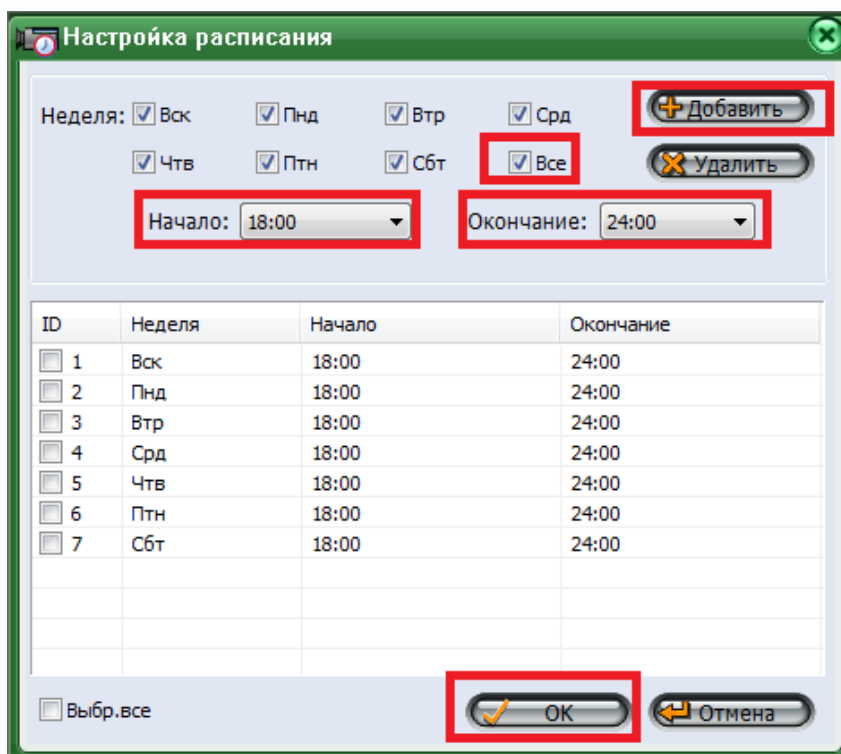 Настройка расписания
Неделя: Вск Пнд Втр Срд Добавить
Чтв Птн Сбт Все Удалить
Начало: 18:00 Окончание: 24:00
ID Неделя Начало Окончание
1 Вск 18:00 24:00
2 Пнд 18:00 24:00
3 Втр 18:00 24:00
4 Срд 18:00 24:00
5 Чтв 18:00 24:00
6 Птн 18:00 24:00
7 Сбт 18:00 24:00
Выбр.все OK Отмена